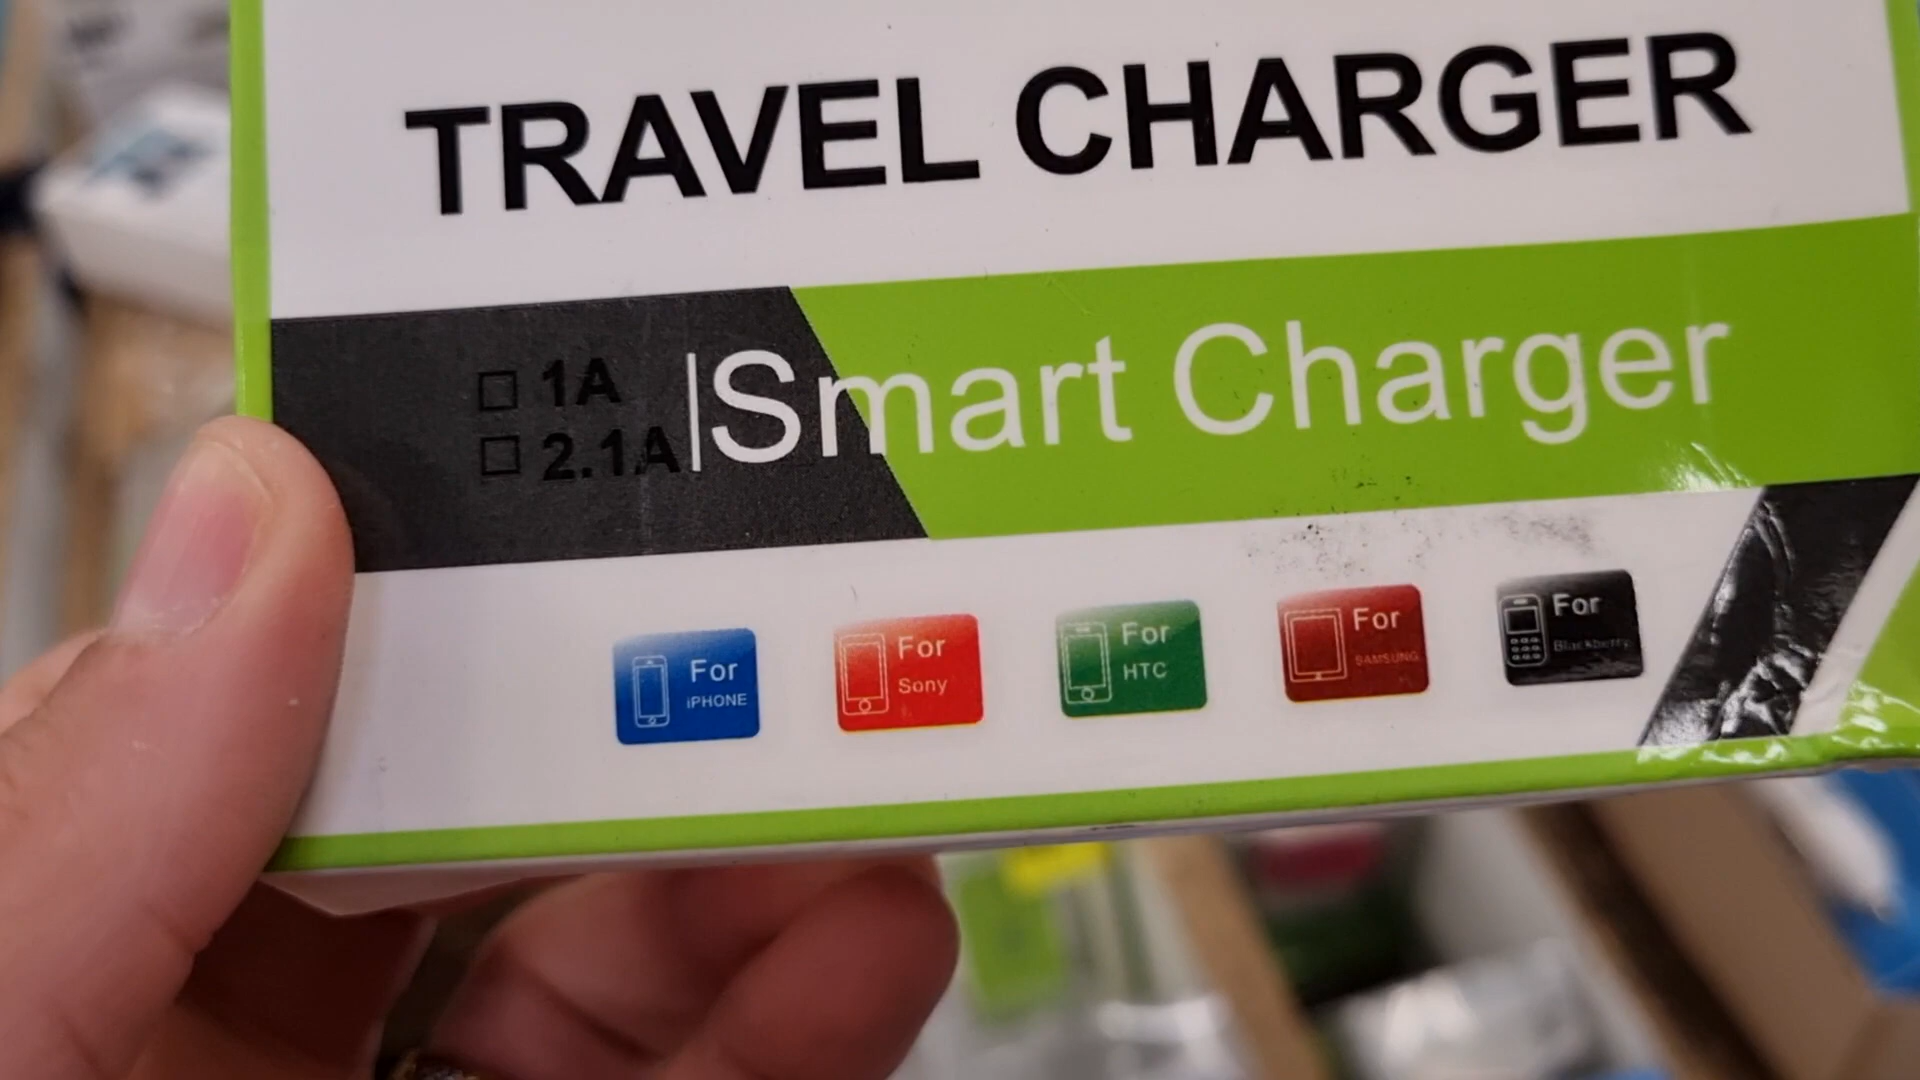 TRAVEL CHARGER
1A
2.1A
Smart Charger
For
iPHONE
For
Sony
For
HTC
For
SAMSUNG
For
Blackberry